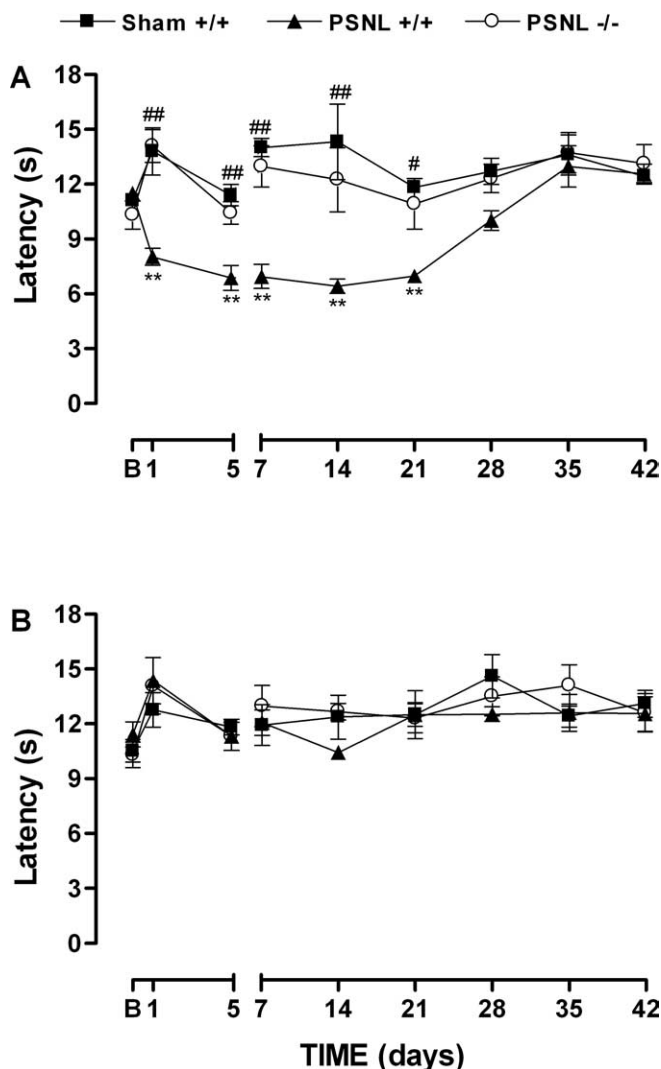 Sham +/+ PSNL +/+ PSNL -/-
A
Latency (s)
18
15
12
9
6
3
0
## ## ## ## #
** ** ** ** **
B 1 5 7 14 21 28 35 42
B
Latency (s)
18
15
12
9
6
3
0
B 1 5 7 14 21 28 35 42
TIME (days)